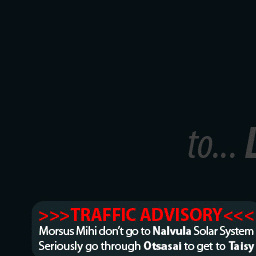 to...
>>>TRAFFIC ADVISORY<<<
Morsus Mihi don't go to Nalvula Solar System
Seriously go through Otsasai to get to Taisy